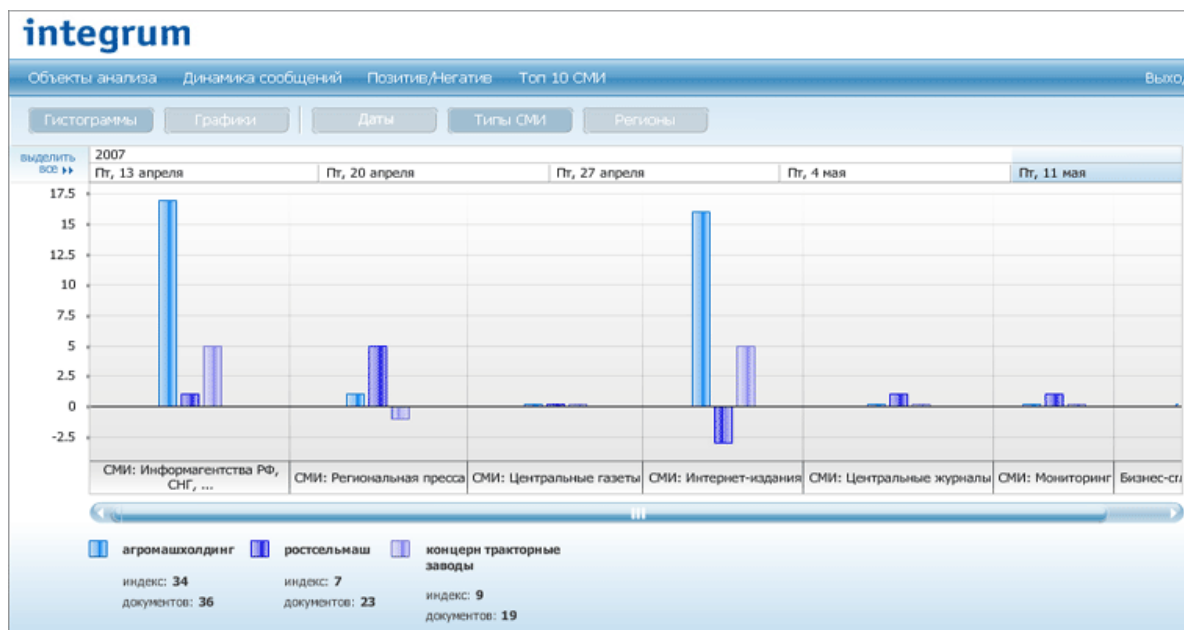 integrum
Объекты анализа Динамика сообщений Позитив/Негатив Топ 10 СМИ
Гистограммы Графики Даты Типы СМИ Регионы
выделить
все
2007
Пт, 13 апреля Пт, 20 апреля Пт, 27 апреля Пт, 4 мая Пт, 11 мая
17.5
15
12.5
10
7.5
5
2.5
0
-2.5
СМИ: Информагентства РФ,
СНГ, ...
СМИ: Региональная пресса СМИ: Центральные газеты СМИ: Интернет-издания СМИ: Центральные журналы СМИ: Мониторинг
агромашхолдинг ростсельмаш концерн тракторные
заводы
индекс: 34 индекс: 7
индекс: 9
документов: 36 документов: 23
документов: 19